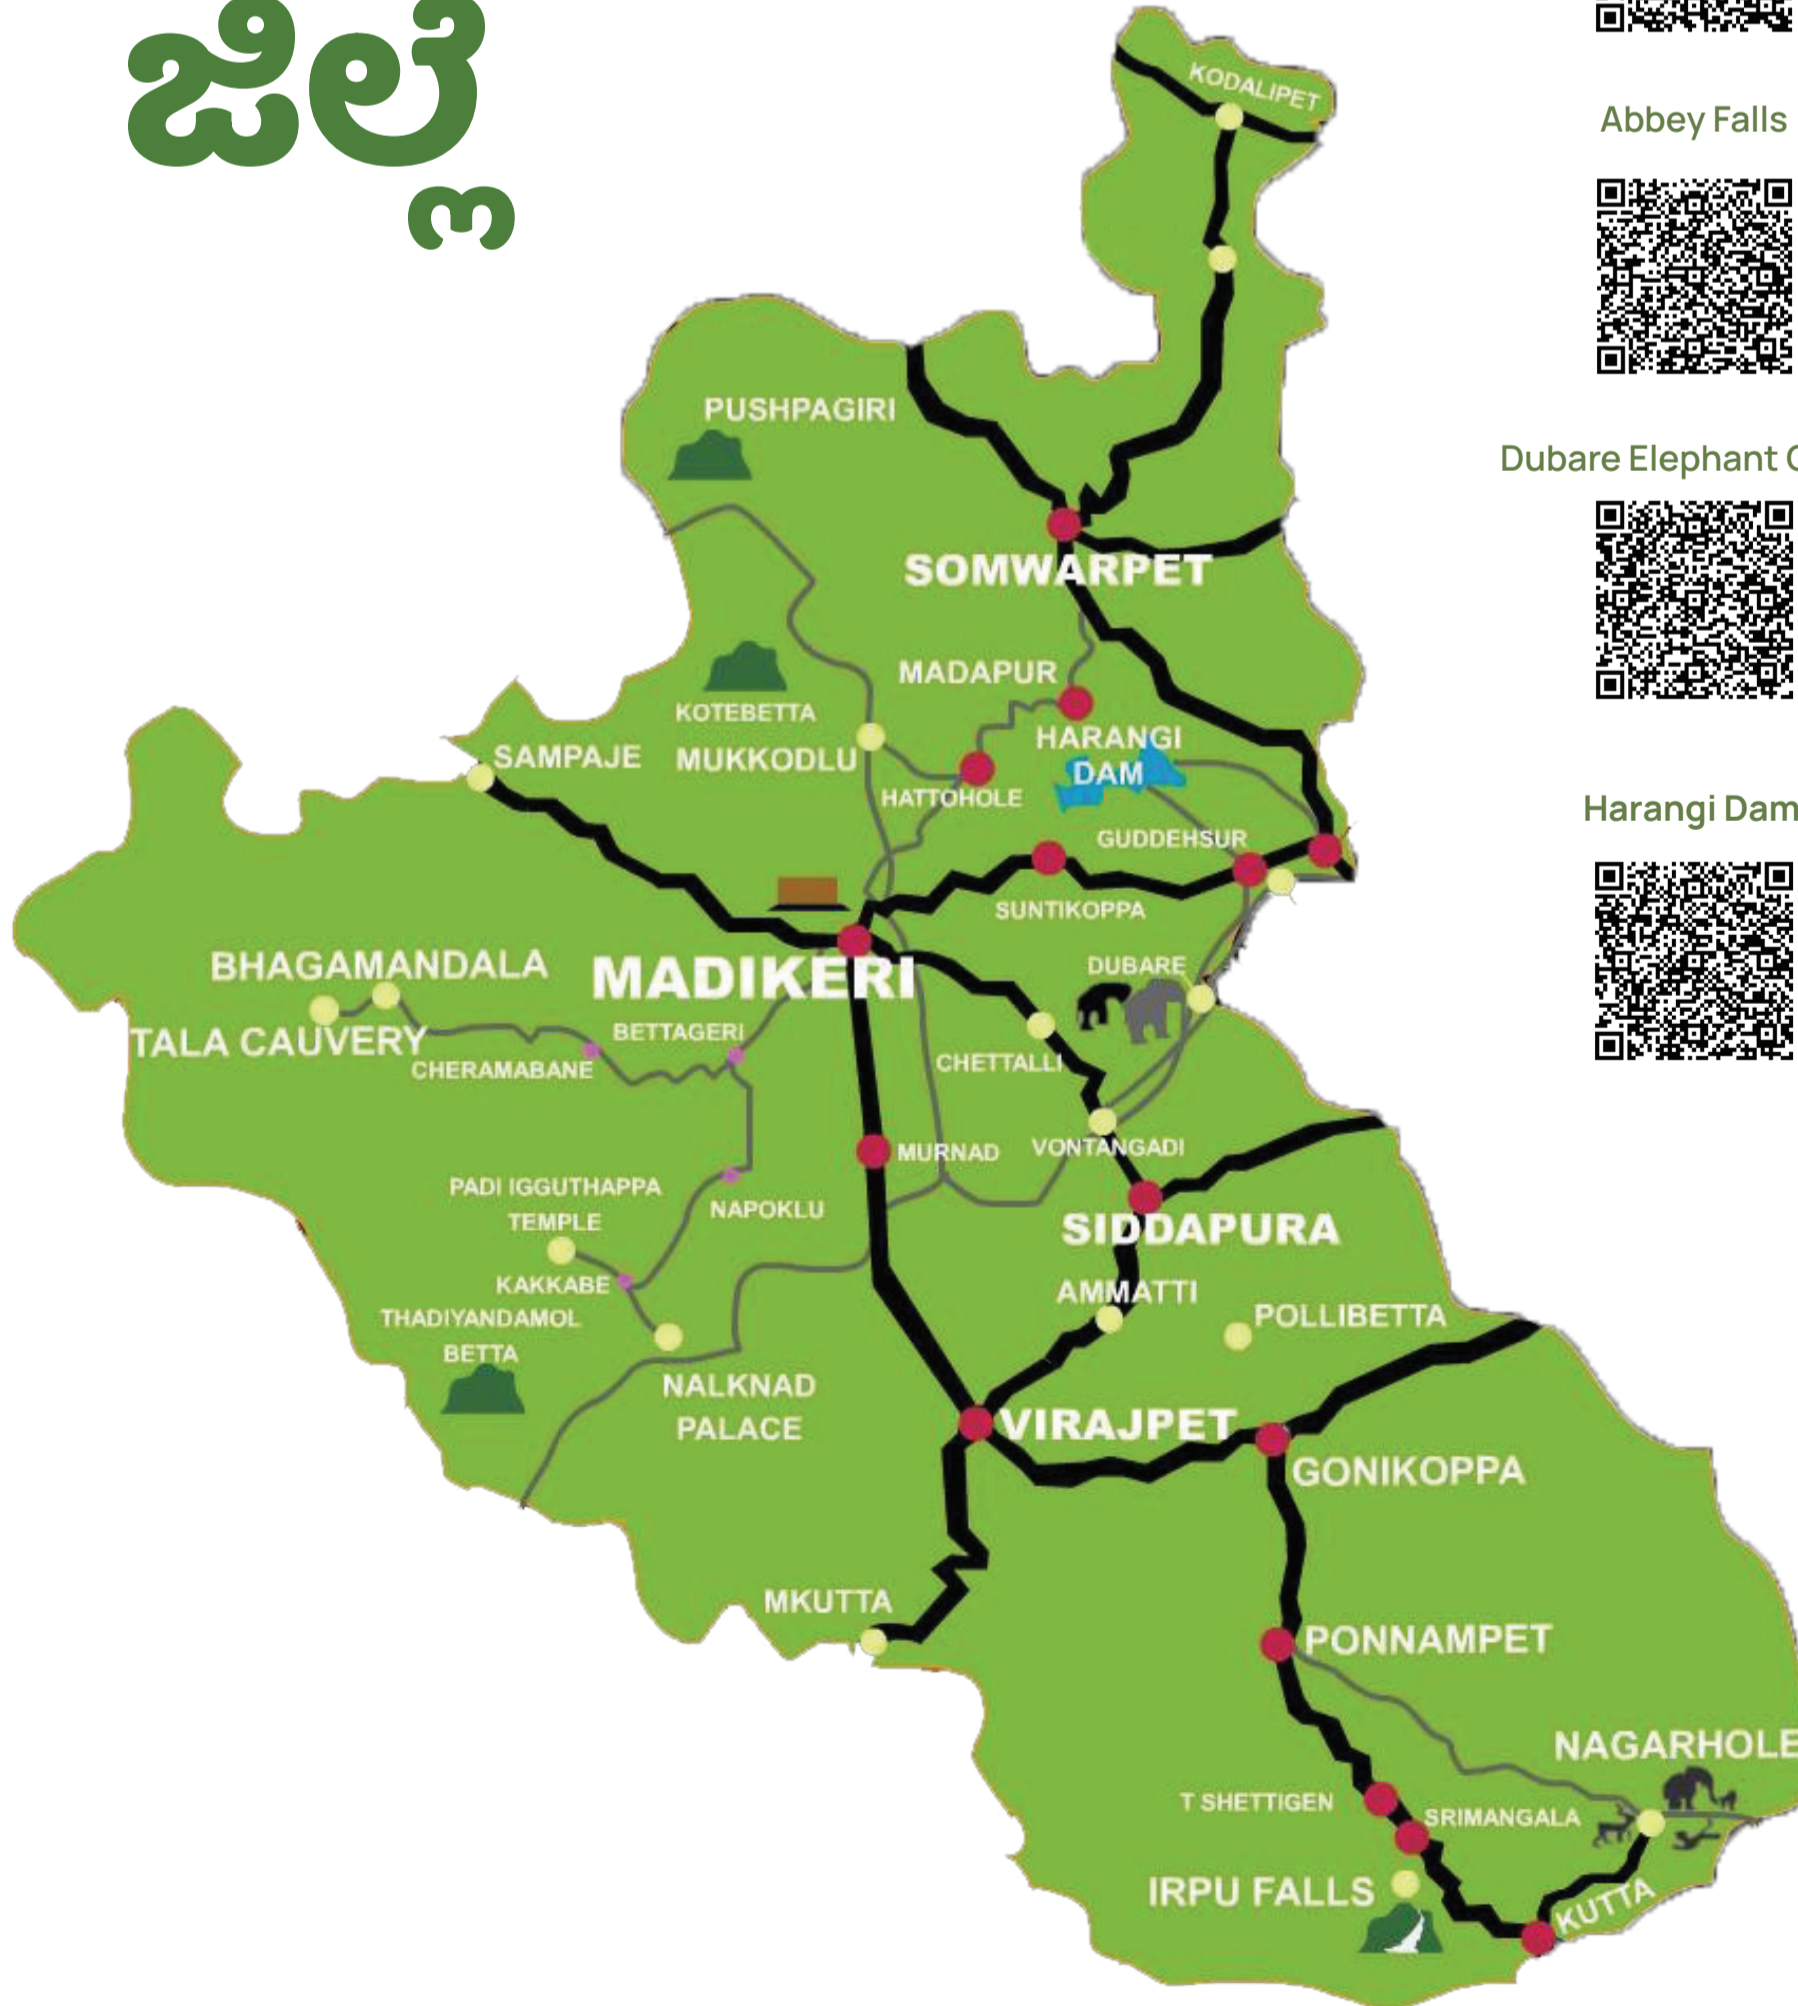 ಜಿಲ್ಲೆ
KODALIPET
Abbey Falls
PUSHPAGIRI
Dubare Elephant
SOMWARPET
MADAPUR
KOTEBETTA
HARANGI
DAM
SAMPAJE
MUKKODLU
HATTOHOLE
Harangi Dam
GUDDEHSUR
SUNTIKOPPA
BHAGAMANDALA
MADIKERI
DUBARE
TALA CAUVERY
BETTAGERI
CHERAMABANE
CHETTALLI
MURNAD
VONTANGADI
PADI IGGUTHAPPA
TEMPLE
NAPOKLU
SIDDAPURA
KAKKABE
AMMATTI
THADIYANDAMOL
BETTA
POLLIBETTA
NALKNAD
PALACE
VIRAJPET
GONIKOPPA
MKUTTA
PONNAMPET
NAGARHOLE
T SHETTIGEN
SRIMANGALA
IRPU FALLS
KUTTA